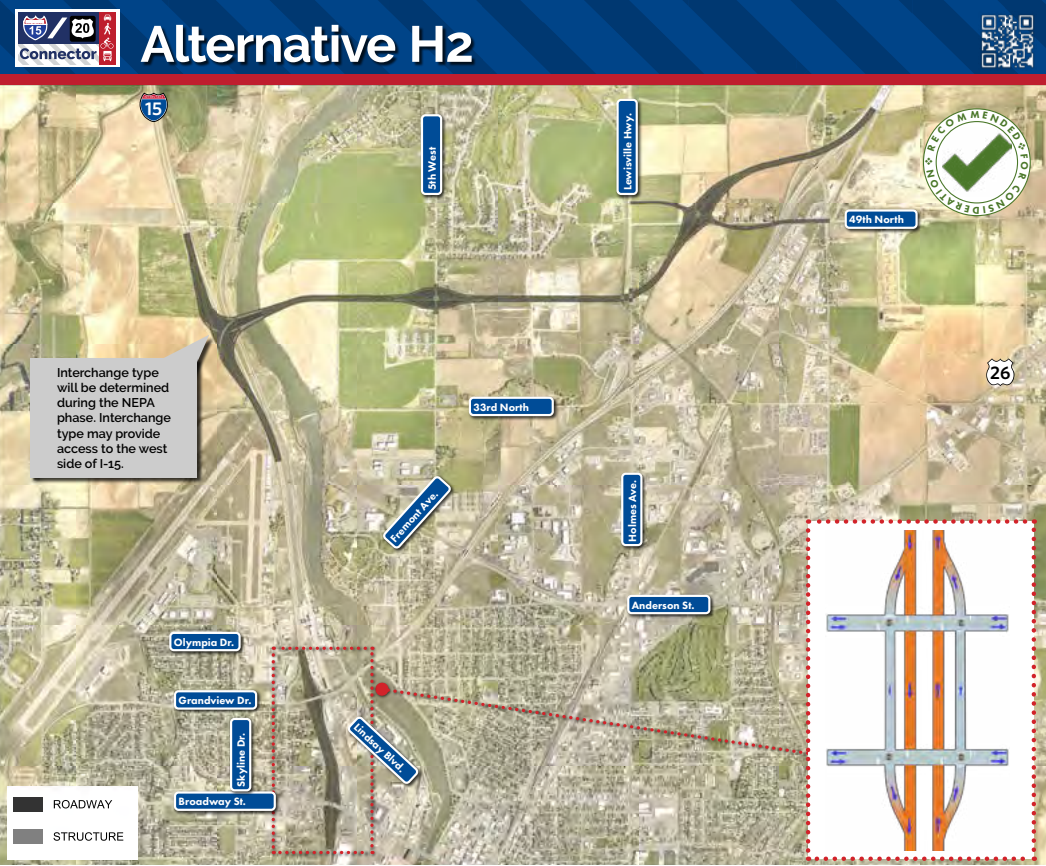 15 / 20
Connector
Alternative H2
15
5th West
Lewisville Hwy.
RECOMMENDED FOR CONSIDERATION
49th North
Interchange type
will be determined
during the NEPA
phase. Interchange
type may provide
access to the west
side of I-15.
26
33rd North
Fremont Ave.
Holmes Ave.
Anderson St.
Olympia Dr.
Grandview Dr.
Skyline Dr.
Lindsay Blvd.
Broadway St.
ROADWAY
STRUCTURE